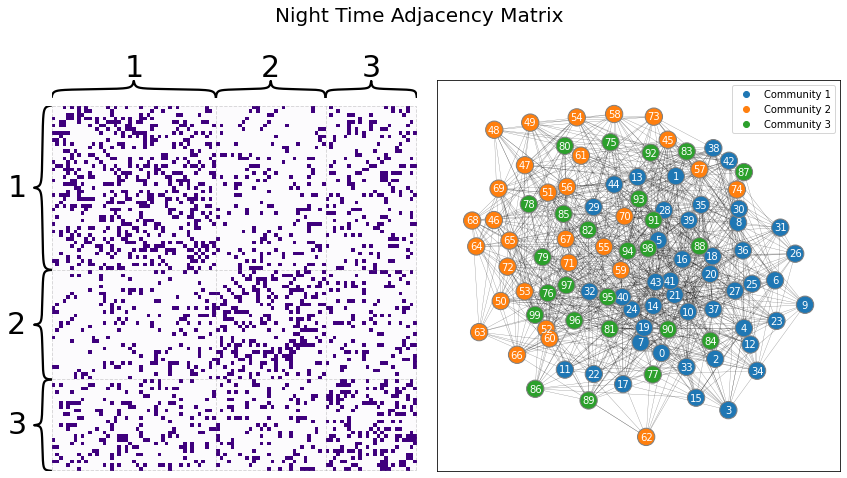 Night Time Adjacency Matrix
1 2 3
1
2
3
Community 1
Community 2
Community 3
54 58 73
48 49
80 75 45 38
61 92 83 42
47 57 87
13 1
69 56 44 74
51 93
78 29 28 35 30
85 91
68 46 70 39 8 31
82
65 67 5
64 55 94 98 88 36 26
79 16 18
72 71 59 20
97 43 41 6
53 76 32 25
50 95 40 21 27 9
24 14 10 37
99 96 23
63 52 81 19 90 4
60 7 84 12
66 0 2
11 22 77 33 34
86 17
89 15 3
62